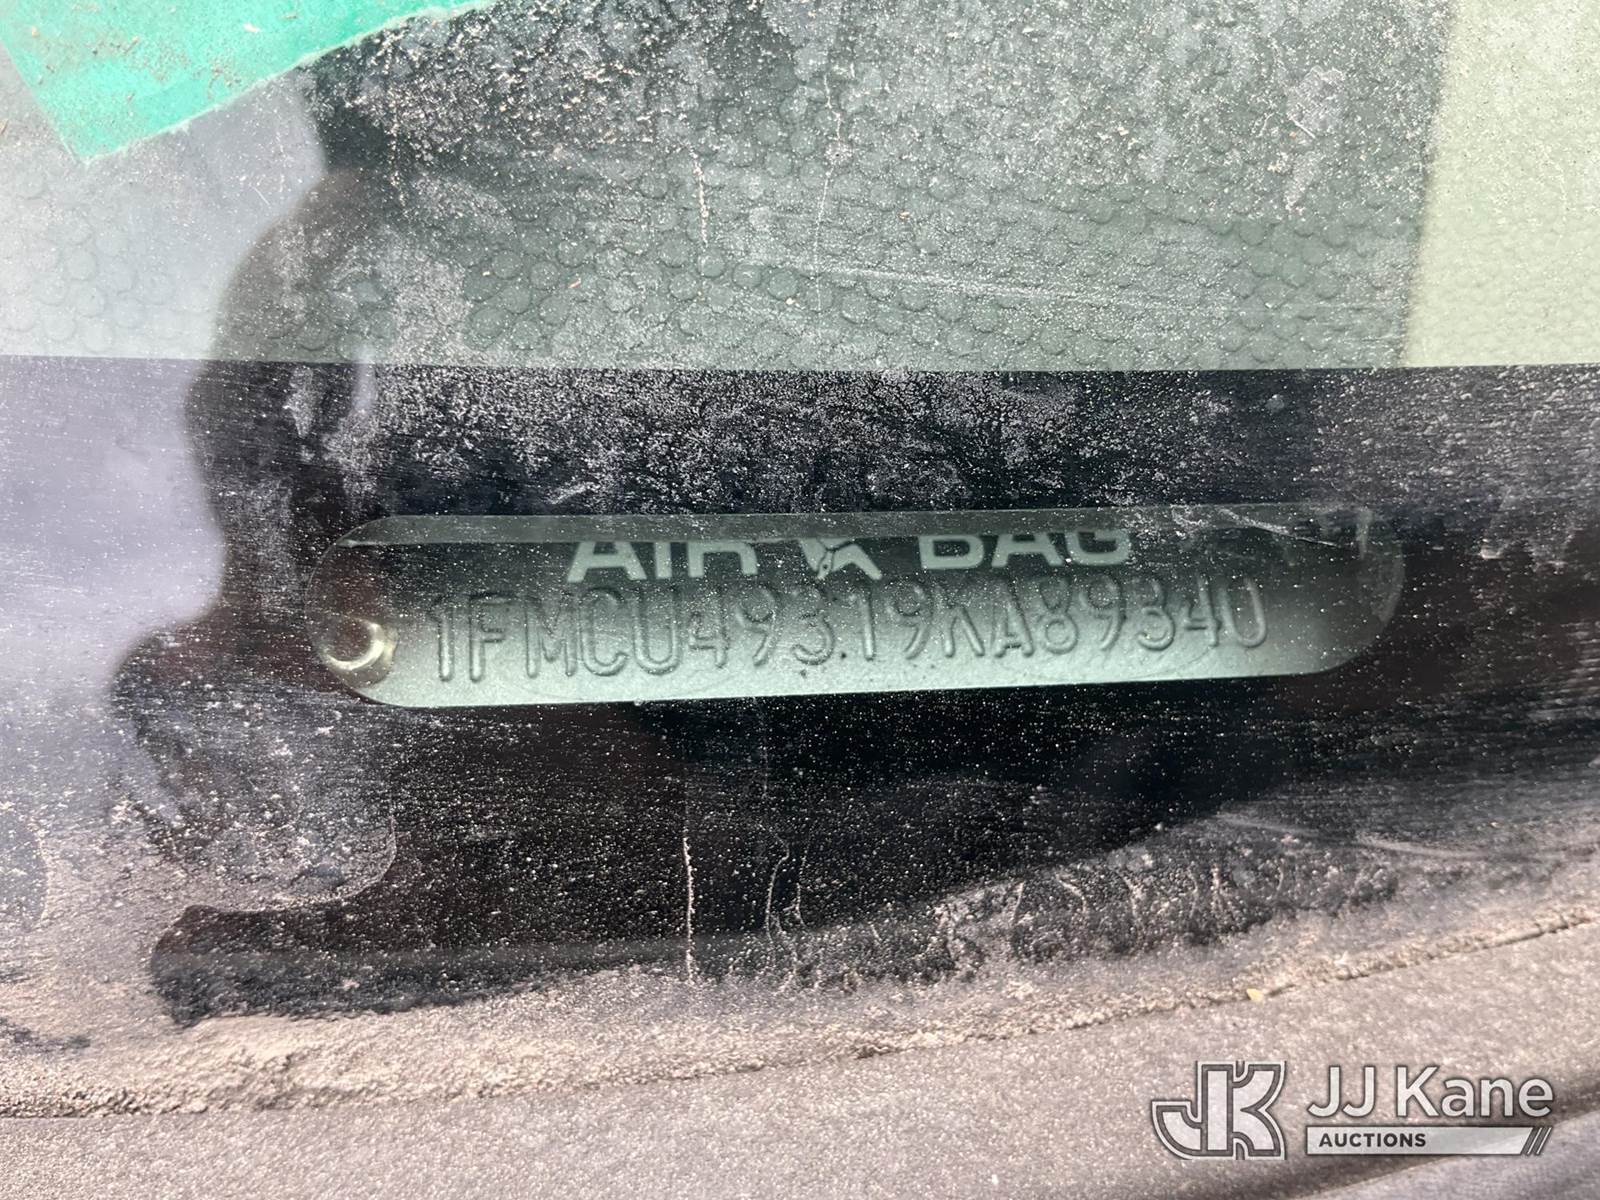 AIR BAG
1FMCU49319KA89340
JJ Kane
AUCTIONS